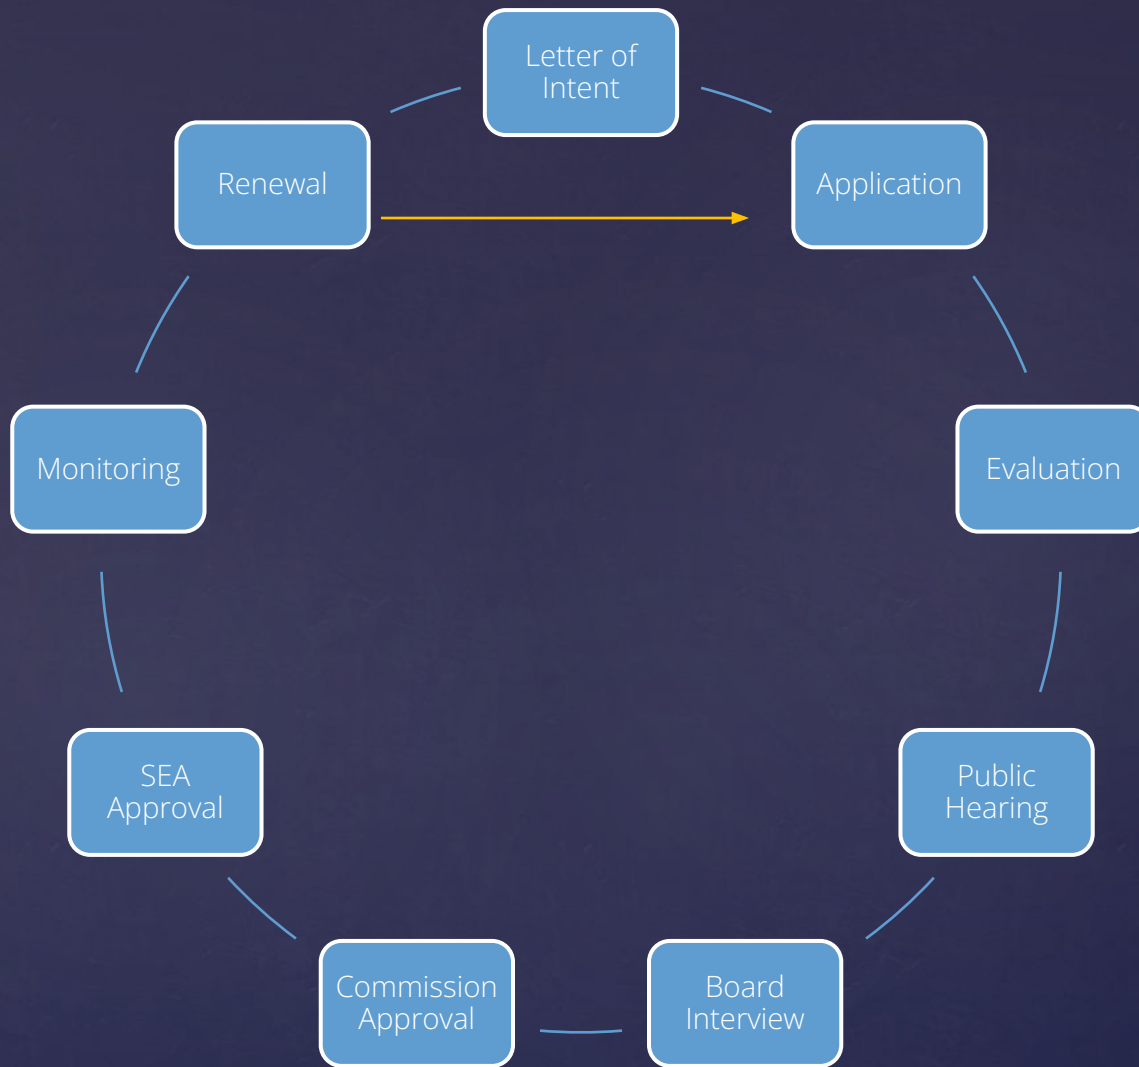 Letter of
Intent
Application
Evaluation
Public
Hearing
Board
Interview
Commission
Approval
SEA
Approval
Monitoring
Renewal